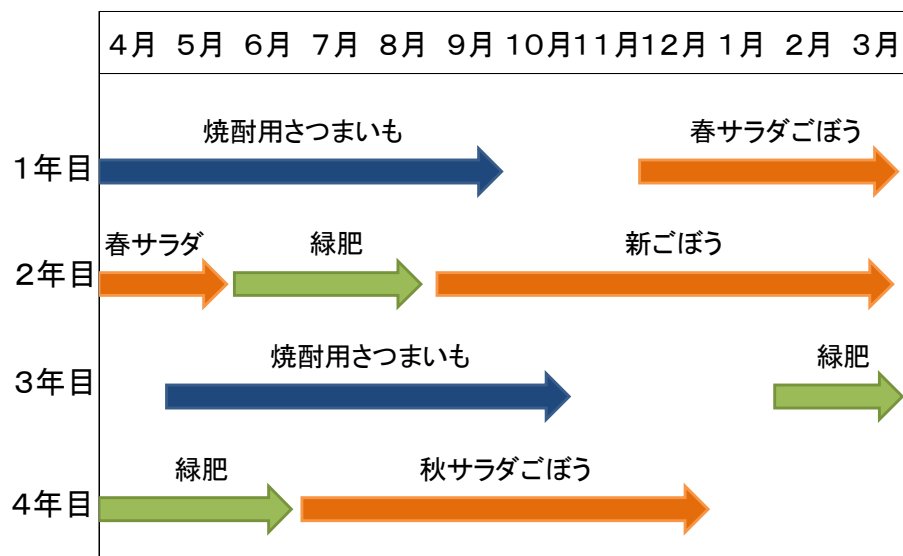 ４月 ５月 ６月 ７月 ８月 ９月 １０月 １１月 １２月 １月 ２月 ３月
焼酎用さつまいも 春サラダごぼう
１年目
春サラダ 緑肥 新ごぼう
２年目
焼酎用さつまいも 緑肥
３年目
緑肥 秋サラダごぼう
４年目